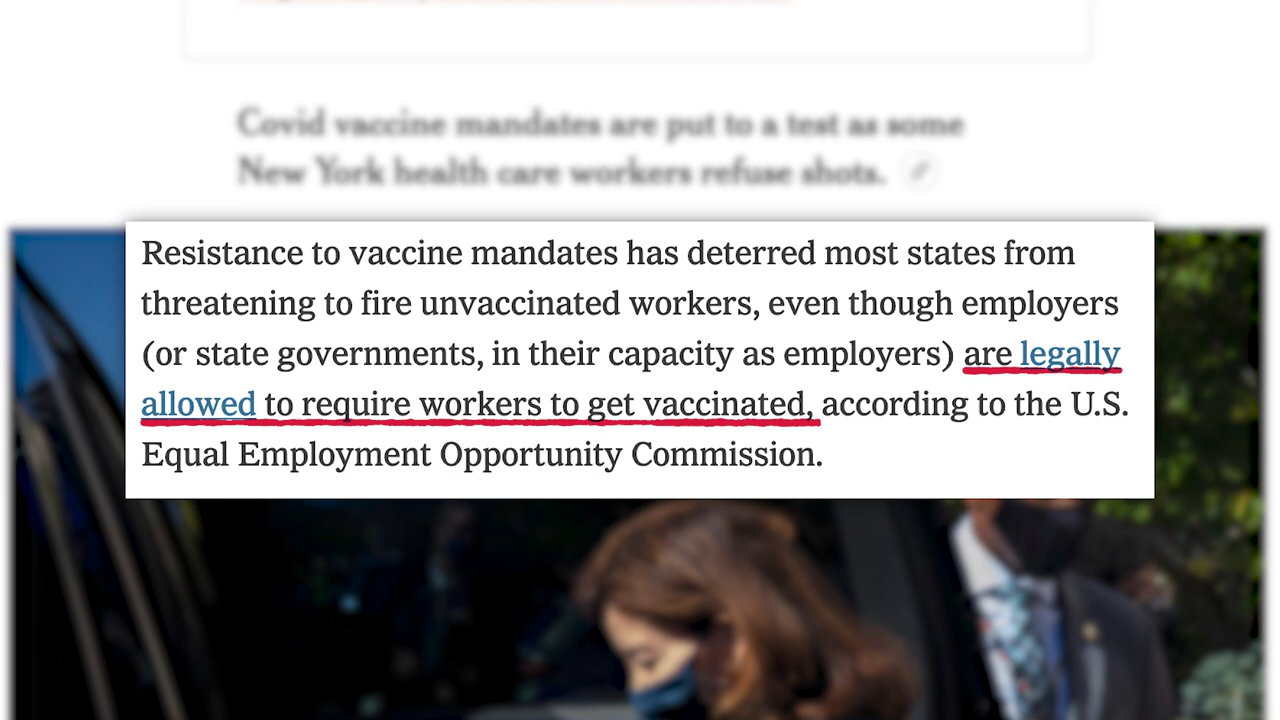 Covid vaccine mandates are put to a test as some
New York health care workers refuse shots.
Resistance to vaccine mandates has deterred most states from
threatening to fire unvaccinated workers, even though employers
(or state governments, in their capacity as employers) are legally
allowed to require workers to get vaccinated, according to the U.S.
Equal Employment Opportunity Commission.